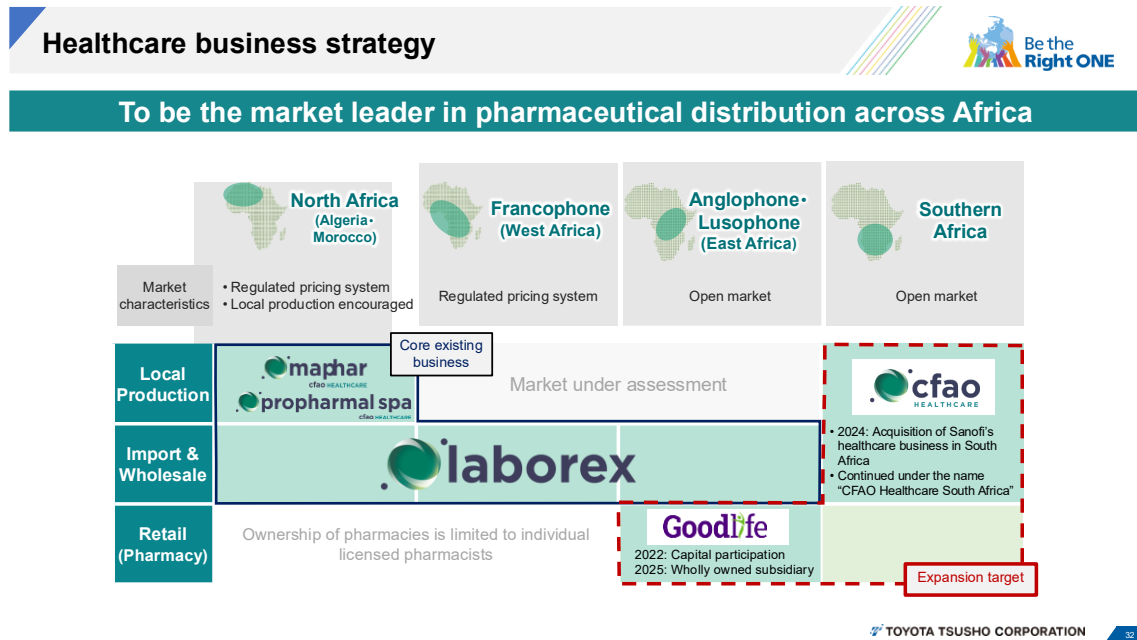 Healthcare business strategy
Be the
Right ONE
To be the market leader in pharmaceutical distribution across Africa
North Africa
(Algeria・
Morocco)
Francophone
(West Africa)
Anglophone・
Lusophone
(East Africa)
Southern
Africa
Market
characteristics
• Regulated pricing system
• Local production encouraged
Regulated pricing system
Open market
Open market
Core existing
business
Local
Production
maphar
cfao HEALTHCARE
propharmal spa
cfao HEALTHCARE
Market under assessment
cfao
HEALTHCARE
• 2024: Acquisition of Sanofi's
healthcare business in South
Africa
• Continued under the name
“CFAO Healthcare South Africa”
Import &
Wholesale
laborex
Retail
(Pharmacy)
Ownership of pharmacies is limited to individual
licensed pharmacists
Goodlife
2022: Capital participation
2025: Wholly owned subsidiary
Expansion target
TOYOTA TSUSHO CORPORATION
32